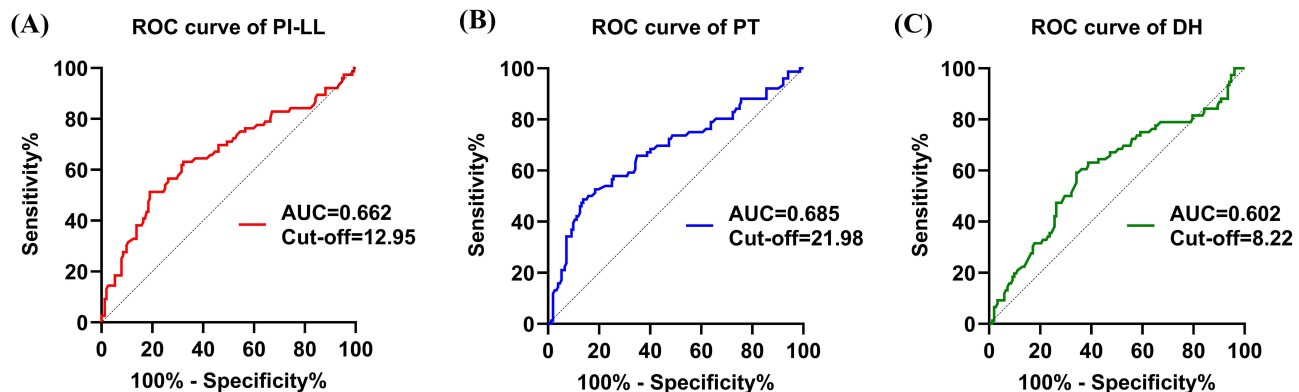 (A)
ROC curve of PI-LL
Sensitivity%
100
80
60
40
20
0
0 20 40 60 80 100
100% - Specificity%
AUC=0.662
Cut-off=12.95
(B)
ROC curve of PT
Sensitivity%
100
80
60
40
20
0
0 20 40 60 80 100
100% - Specificity%
AUC=0.685
Cut-off=21.98
(C)
ROC curve of DH
Sensitivity%
100
80
60
40
20
0
0 20 40 60 80 100
100% - Specificity%
AUC=0.602
Cut-off=8.22